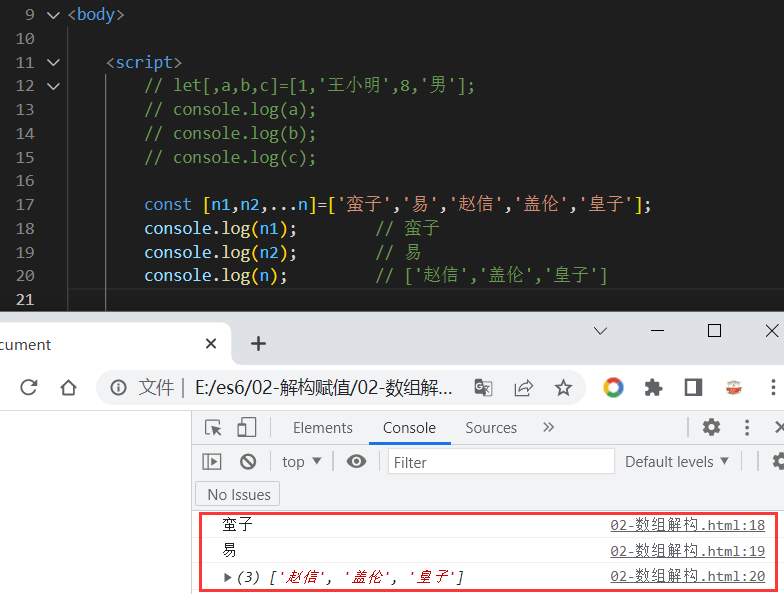 9 <body>
10
11 <script>
12 // let[,a,b,c]=[1,'王小明',8,'男'];
13 // console.log(a);
14 // console.log(b);
15 // console.log(c);
16
17 const [n1,n2,...n]=['蛮子','易','赵信','盖伦','皇子'];
18 console.log(n1); // 蛮子
19 console.log(n2); // 易
20 console.log(n); // ['赵信','盖伦','皇子']
21
cument
文件 | E:/es6/02-解构赋值/02-数组解...
Elements Console Sources
top Filter Default levels
No Issues
蛮子 02-数组解构.html:18
易 02-数组解构.html:19
(3) ['赵信', '盖伦', '皇子'] 02-数组解构.html:20